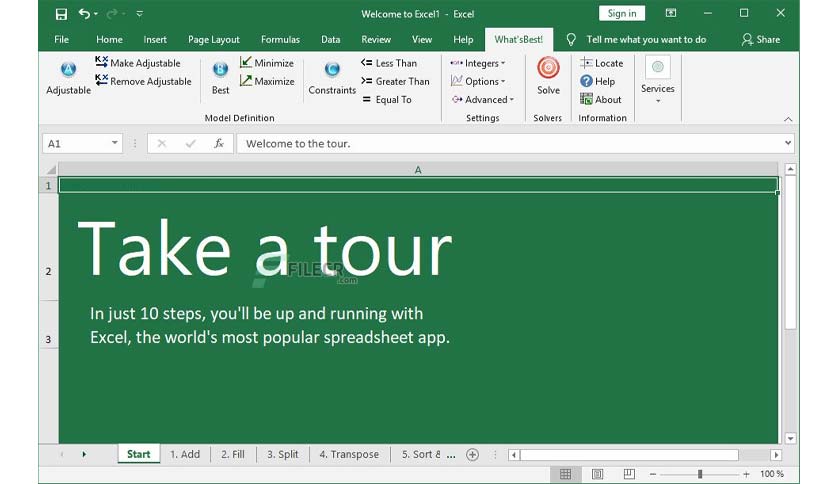 Welcome to Excel1 - Excel
Sign in
File Home Insert Page Layout Formulas Data Review View Help What'sBest! Tell me what you want to do Share
Adjustable
Make Adjustable
Remove Adjustable
Best
Minimize
Maximize
Model Definition
Constraints
<= Less Than
>= Greater Than
= Equal To
Integers
Options
Advanced
Settings
Solve
Solvers
Locate
Help
About
Information
Services
A1
fx
Welcome to the tour.
A
1
2
3
Take a tour
FILECR
.com
In just 10 steps, you'll be up and running with
Excel, the world's most popular spreadsheet app.
Start 1. Add 2. Fill 3. Split 4. Transpose 5. Sort & ...
100 %